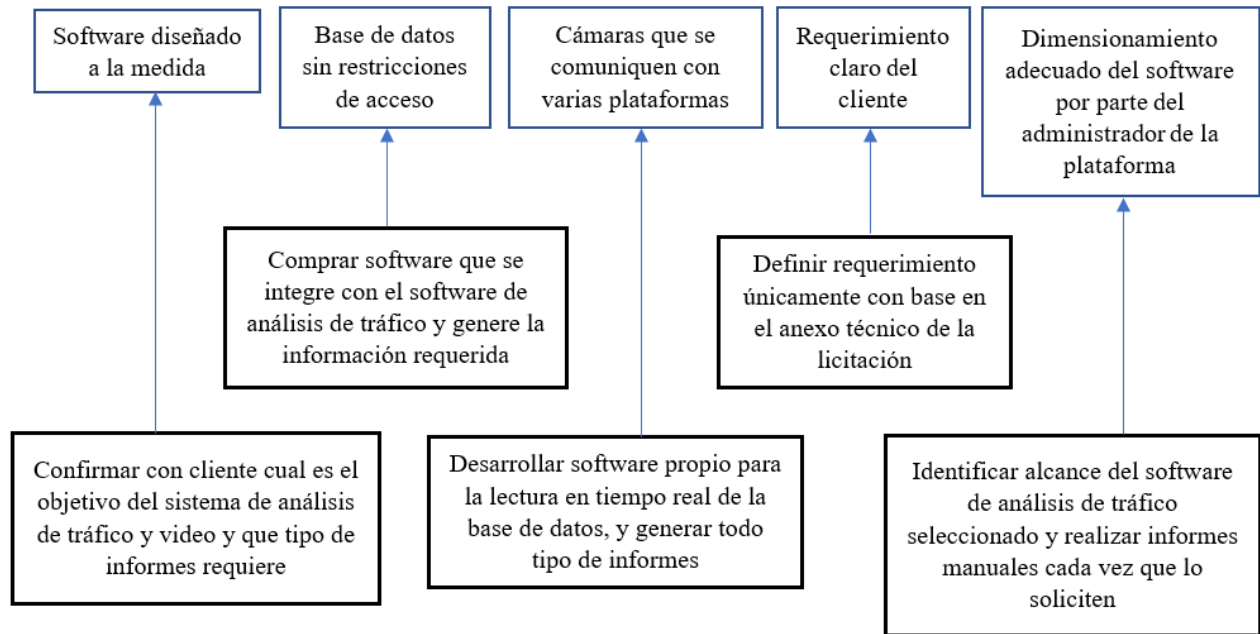 Software diseñado
a la medida
Base de datos
sin restricciones
de acceso
Cámaras que se
comuniquen con
varias plataformas
Requerimiento
claro del
cliente
Dimensionamiento
adecuado del software
por parte del
administrador de la
plataforma
Comprar software que se
integre con el software de
análisis de tráfico y genere la
información requerida
Definir requerimiento
únicamente con base en
el anexo técnico de la
licitación
Confirmar con cliente cual es el
objetivo del sistema de análisis
de tráfico y video y que tipo de
informes requiere
Desarrollar software propio para
la lectura en tiempo real de la
base de datos, y generar todo
tipo de informes
Identificar alcance del software
de análisis de tráfico
seleccionado y realizar informes
manuales cada vez que lo
soliciten